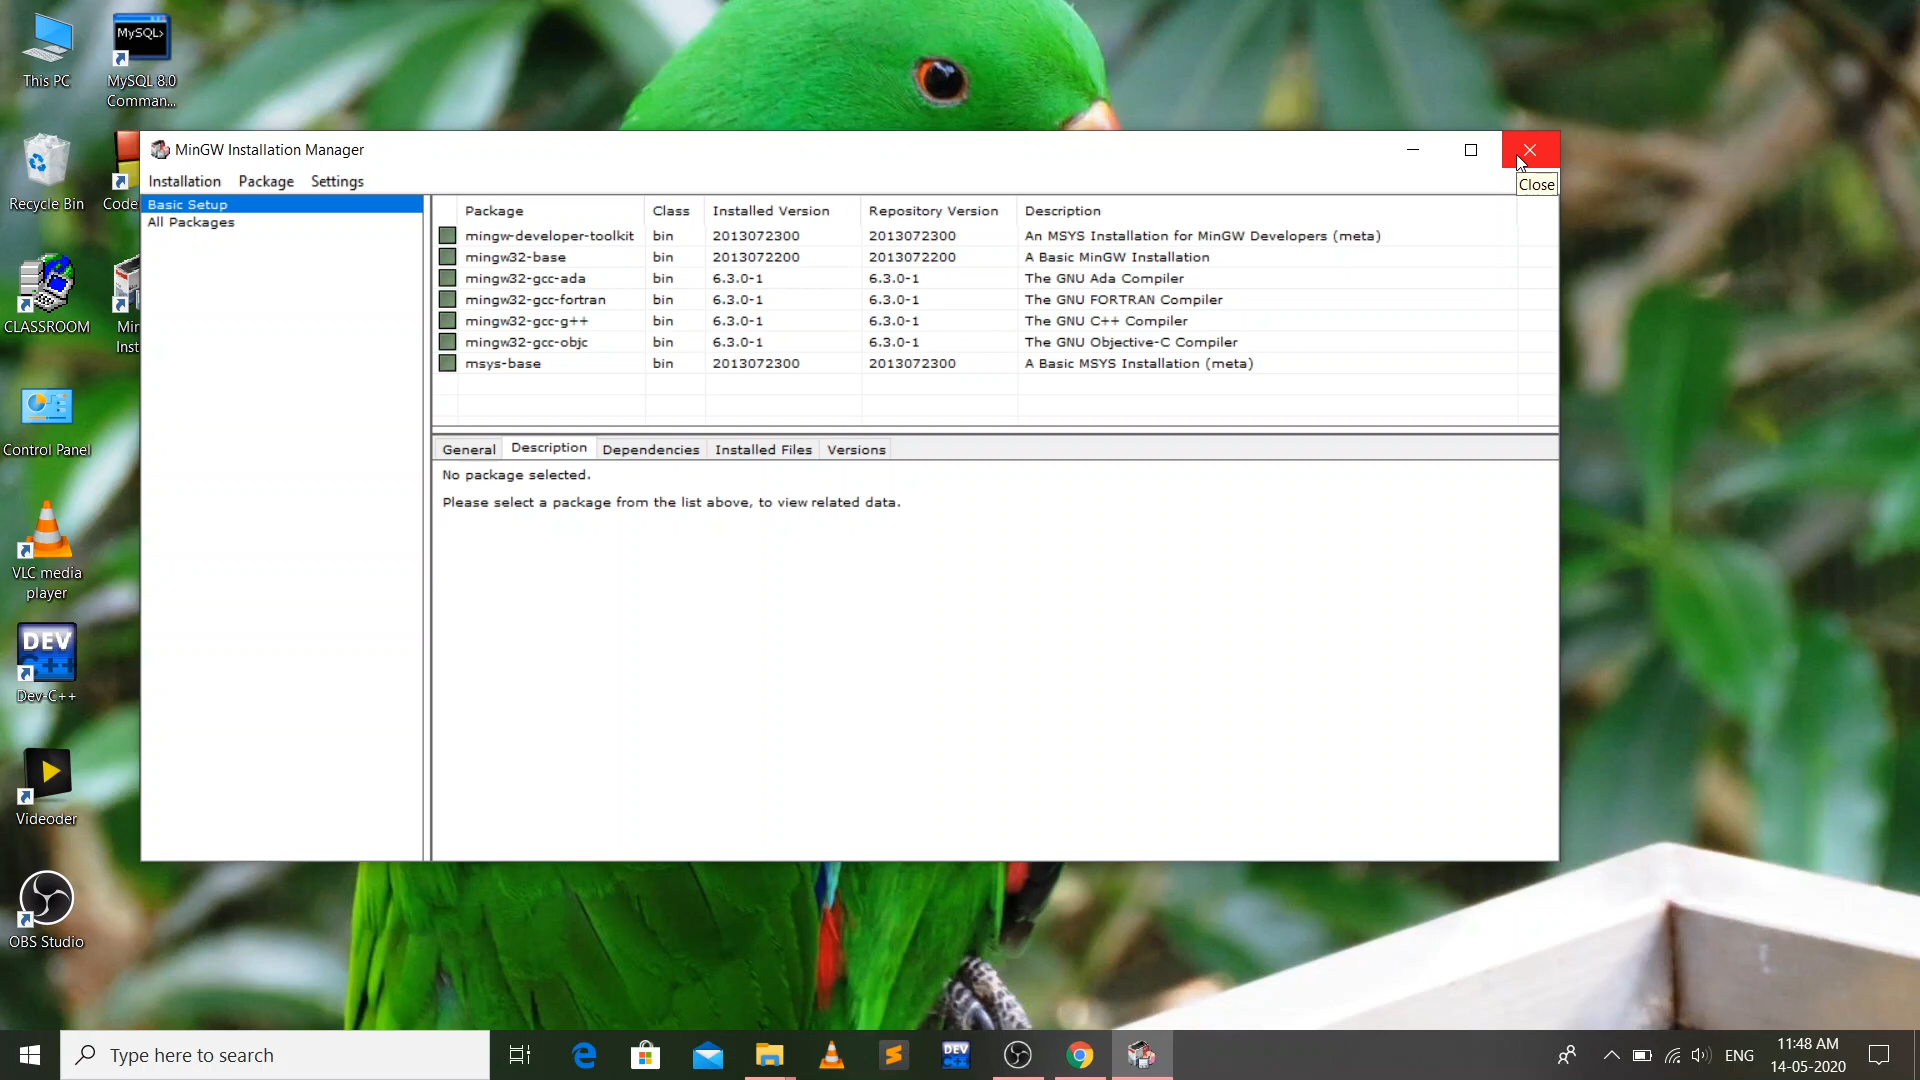 This PC
MySQL>
MySQL 8.0
Comman...
Recycle Bin
Code
CLASSROOM
Min
Inst
Control Panel
VLC media
player
DEV
C++
Dev-C++
Videoder
OBS Studio
MinGW Installation Manager
Close
Installation Package Settings
Basic Setup
All Packages
Package Class Installed Version Repository Version Description
mingw-developer-toolkit bin 2013072300 2013072300 An MSYS Installation for MinGW Developers (meta)
mingw32-base bin 2013072200 2013072200 A Basic MinGW Installation
mingw32-gcc-ada bin 6.3.0-1 6.3.0-1 The GNU Ada Compiler
mingw32-gcc-fortran bin 6.3.0-1 6.3.0-1 The GNU FORTRAN Compiler
mingw32-gcc-g++ bin 6.3.0-1 6.3.0-1 The GNU C++ Compiler
mingw32-gcc-objc bin 6.3.0-1 6.3.0-1 The GNU Objective-C Compiler
msys-base bin 2013072300 2013072300 A Basic MSYS Installation (meta)
General Description Dependencies Installed Files Versions
No package selected.
Please select a package from the list above, to view related data.
Type here to search
DEV
ENG
11:48 AM
14-05-2020